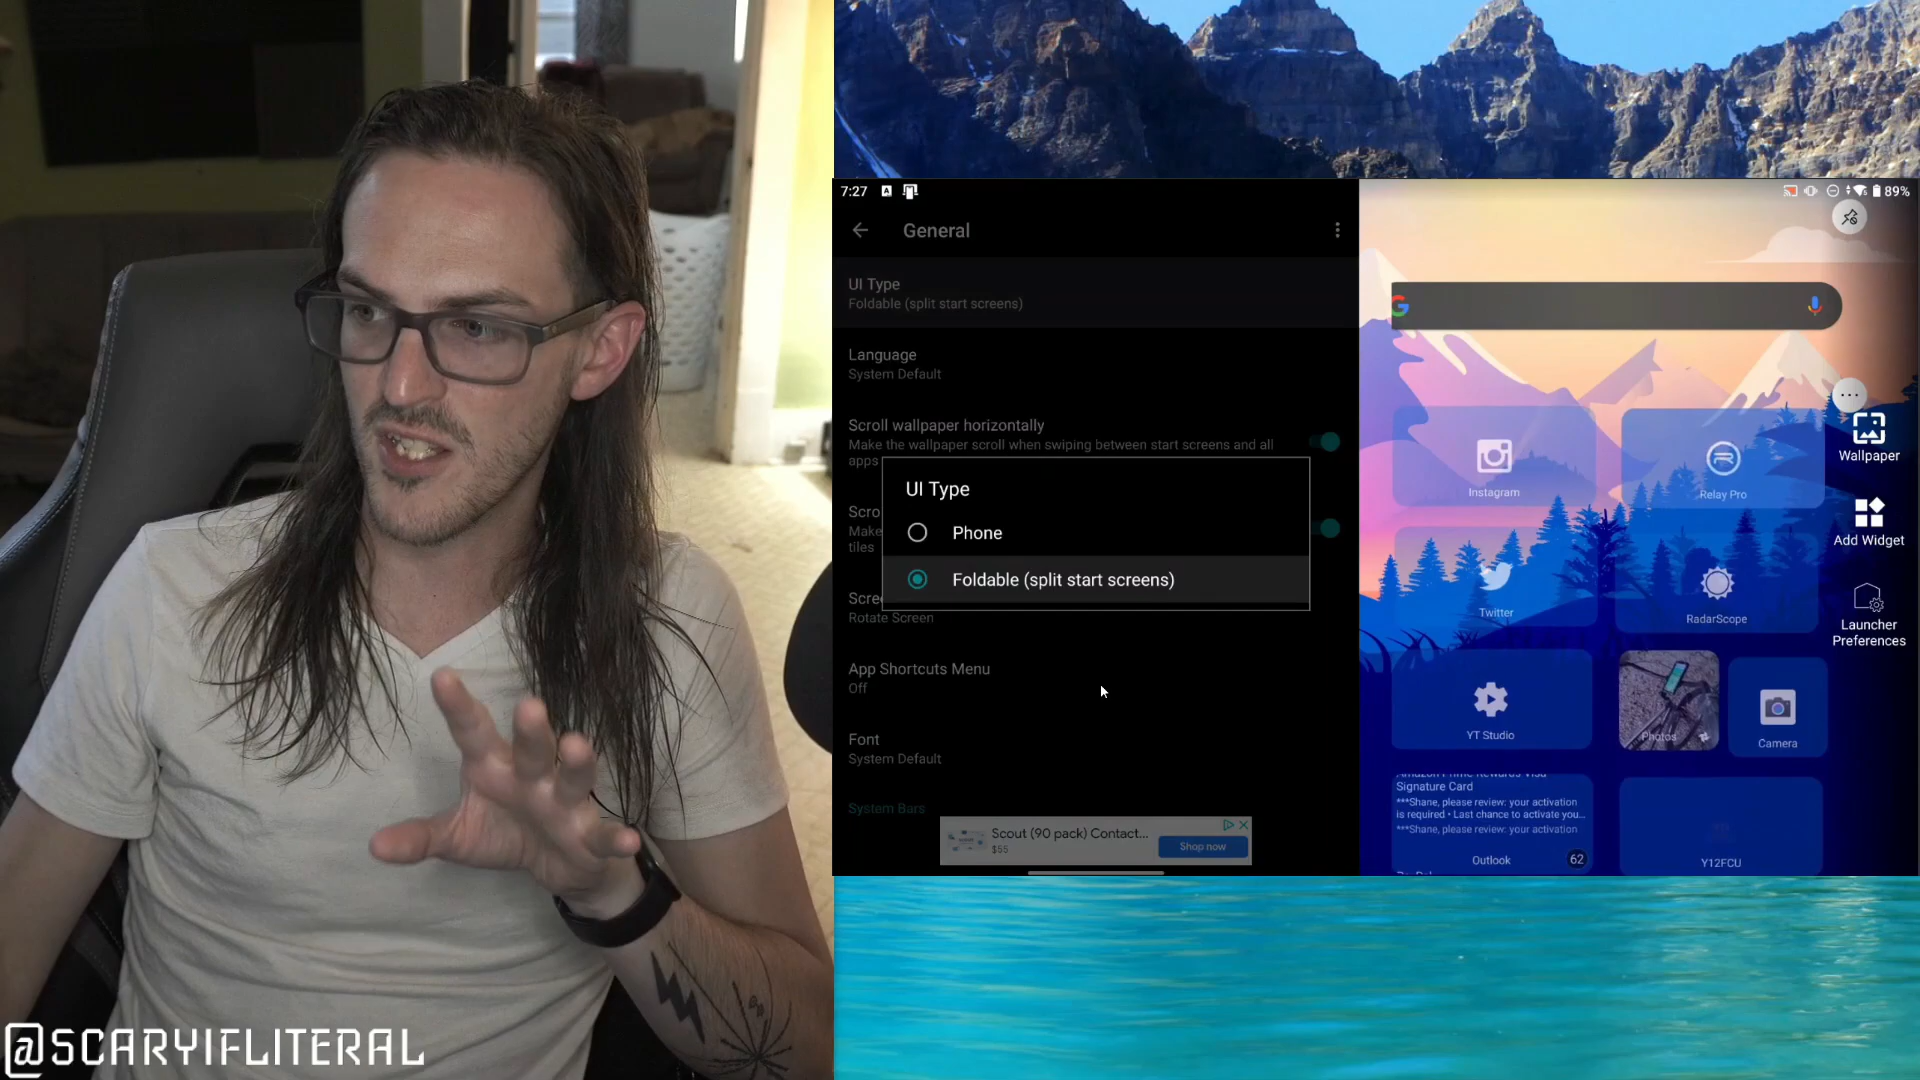 7:27
General
UI Type
Foldable (split start screens)
Language
System Default
Scroll wallpaper horizontally
Make the wallpaper scroll when swiping between start screens and all
apps
UI Type
Phone
Foldable (split start screens)
Scro
Make
tiles
Scre
Rotate Screen
App Shortcuts Menu
Off
Font
System Default
System Bars
Scout (90 pack) Contact...
$55
Shop now
89%
G
Instagram
Relay Pro
Twitter
RadarScope
YT Studio
Photos
Camera
Amazon Prime Rewards Visa
Signature Card
***Shane, please review: your activation
is required • Last chance to activate you...
***Shane, please review: your activation
Outlook
62
Y12FCU
Wallpaper
Add Widget
Launcher
Preferences
@SCARYIFLITERAL